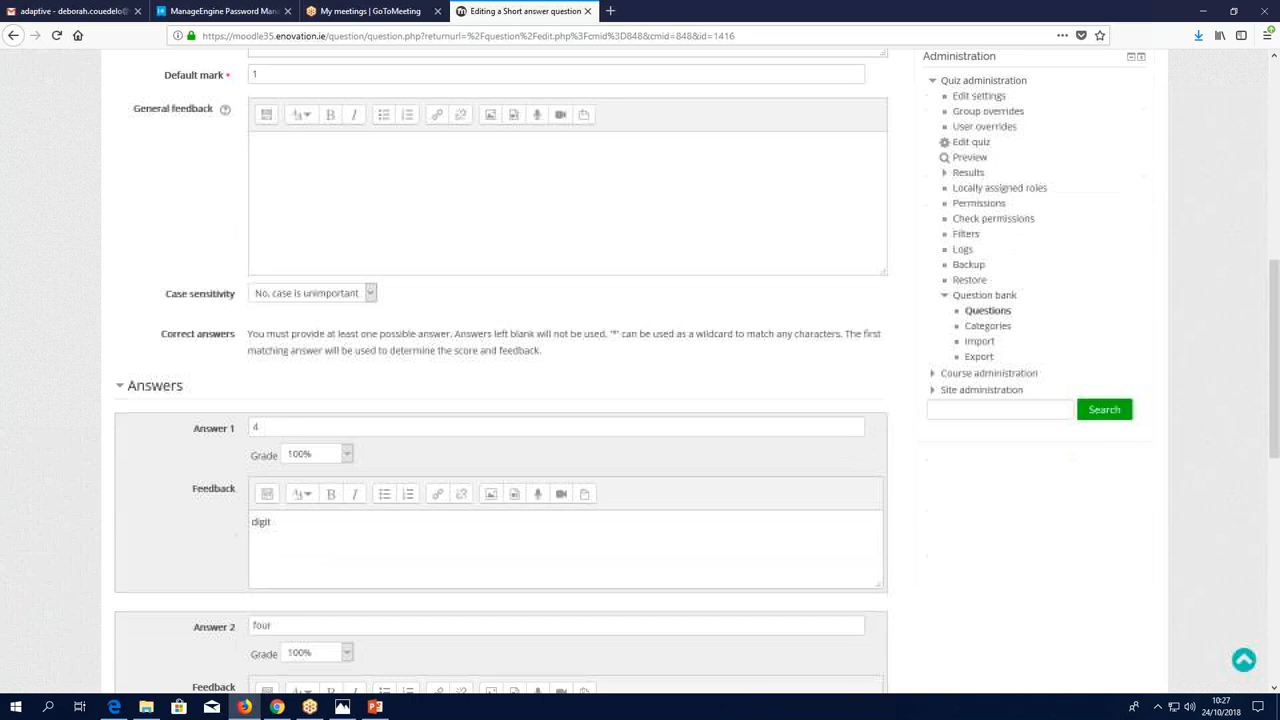 adaptive - deborah.couedelo
ManageEngine Password Man
My meetings | GoToMeeting
Editing a Short answer question
https://moodle35.enovation.ie/question/question.php?returnurl=%2Fquestion%2Fedit.php%3Fcmid%3D848&cmid=848&id=1416
Default mark
1
General feedback
Case sensitivity
No, case is unimportant
Correct answers
You must provide at least one possible answer. Answers left blank will not be used. '*' can be used as a wildcard to match any characters. The first
matching answer will be used to determine the score and feedback.
Answers
Answer 1
4
Grade
100%
Feedback
digit
Answer 2
four
Grade
100%
Feedback
Administration
Quiz administration
Edit settings
Group overrides
User overrides
Edit quiz
Preview
Results
Locally assigned roles
Permissions
Check permissions
Filters
Logs
Backup
Restore
Question bank
Questions
Categories
Import
Export
Course administration
Site administration
Search
10:27
24/10/2018